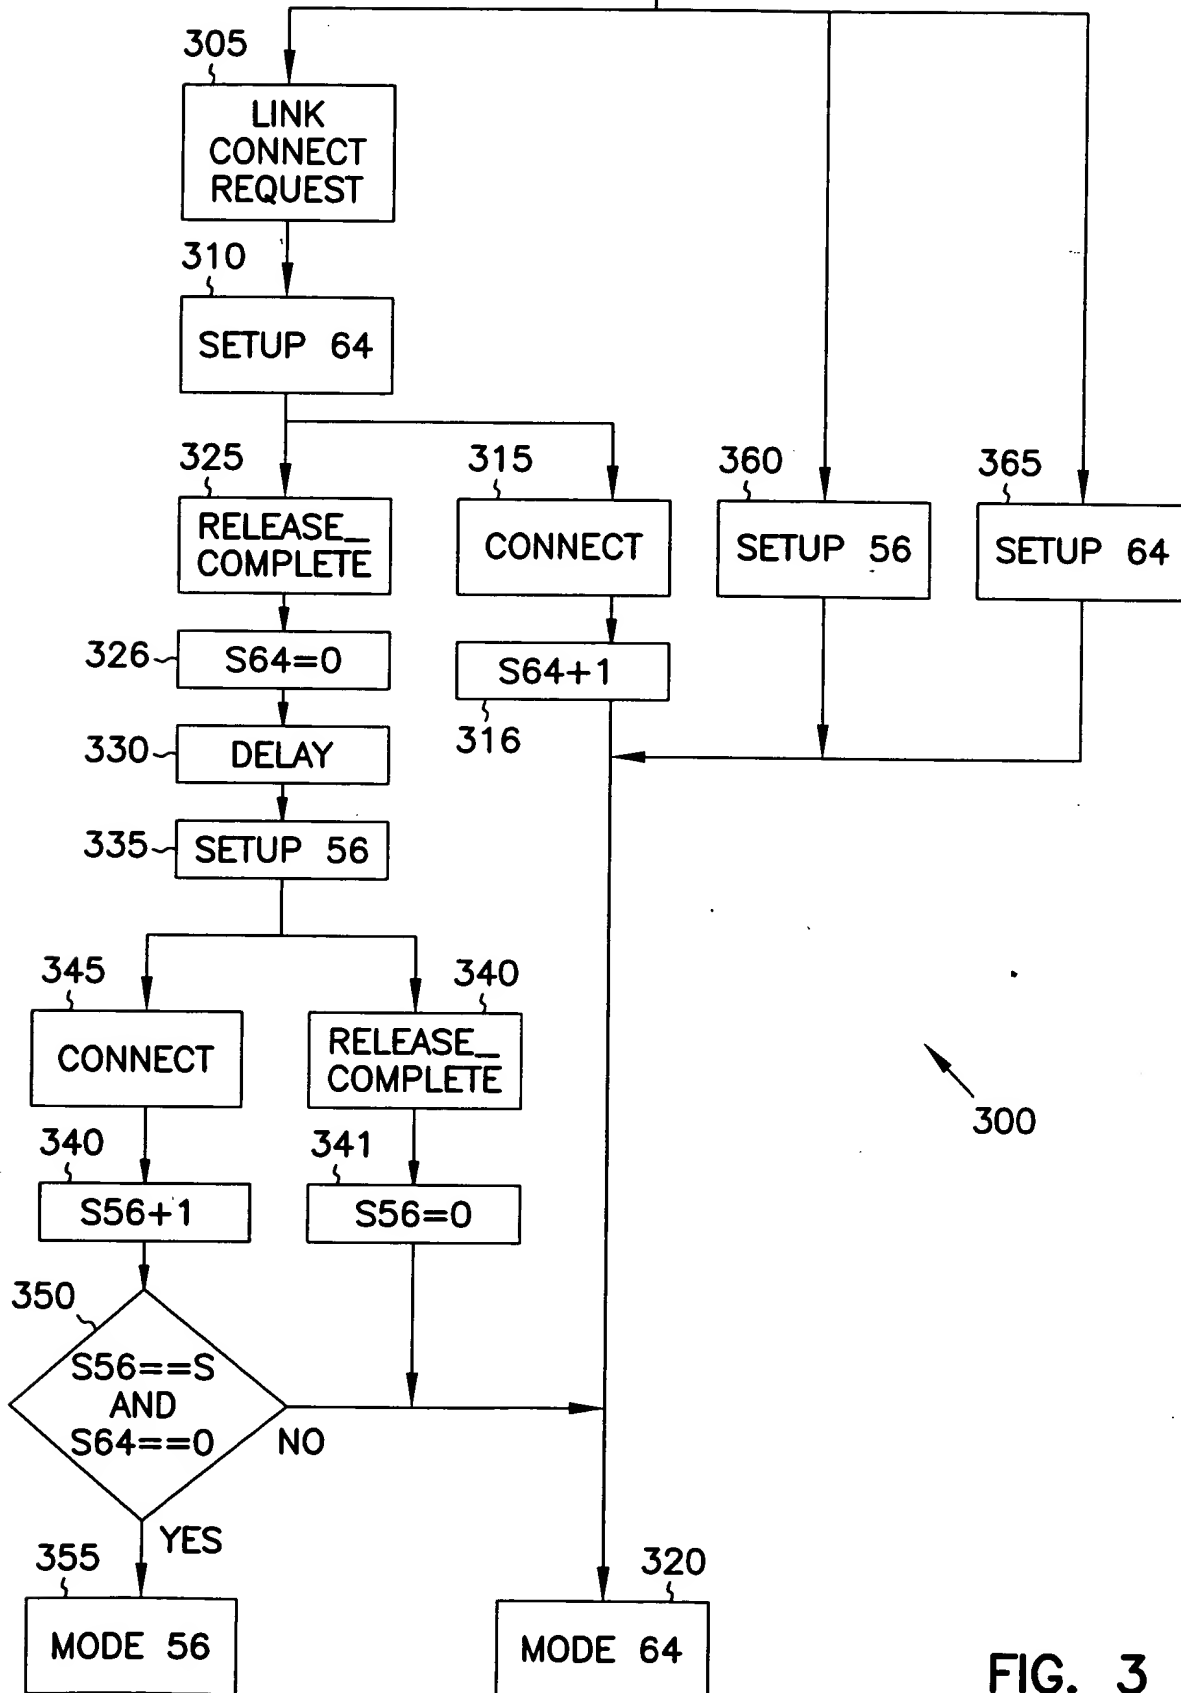 305
LINK
CONNECT
REQUEST
310
SETUP 64
325
RELEASE_
COMPLETE
315
CONNECT
360
SETUP 56
365
SETUP 64
326
S64=0
S64+1
316
330
DELAY
335
SETUP 56
345
CONNECT
340
RELEASE_
COMPLETE
300
340
S56+1
341
S56=0
350
S56==S
AND
S64==0
NO
YES
355
MODE 56
320
MODE 64
FIG. 3